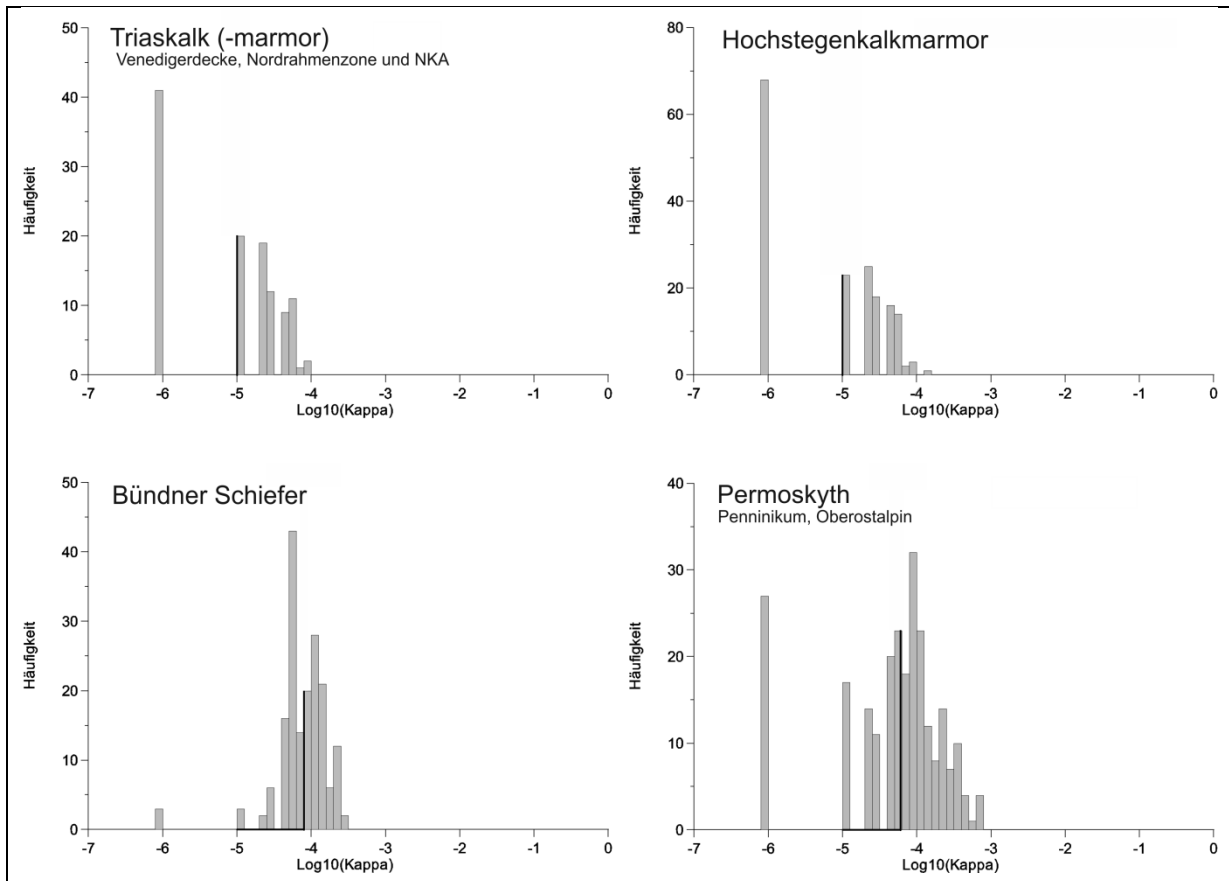 Triaskalk (-marmor)
Venedigerdecke, Nordrahmenzone und NKA
Häufigkeit
50
40
30
20
10
0
-7 -6 -5 -4 -3 -2 -1 0
Log10(Kappa)
Hochstegenkalkmarmor
Häufigkeit
80
60
40
20
0
-7 -6 -5 -4 -3 -2 -1 0
Log10(Kappa)
Bündner Schiefer
Häufigkeit
50
40
30
20
10
0
-7 -6 -5 -4 -3 -2 -1 0
Log10(Kappa)
Permoskyth
Penninikum, Oberostalpin
Häufigkeit
40
30
20
10
0
-7 -6 -5 -4 -3 -2 -1 0
Log10(Kappa)